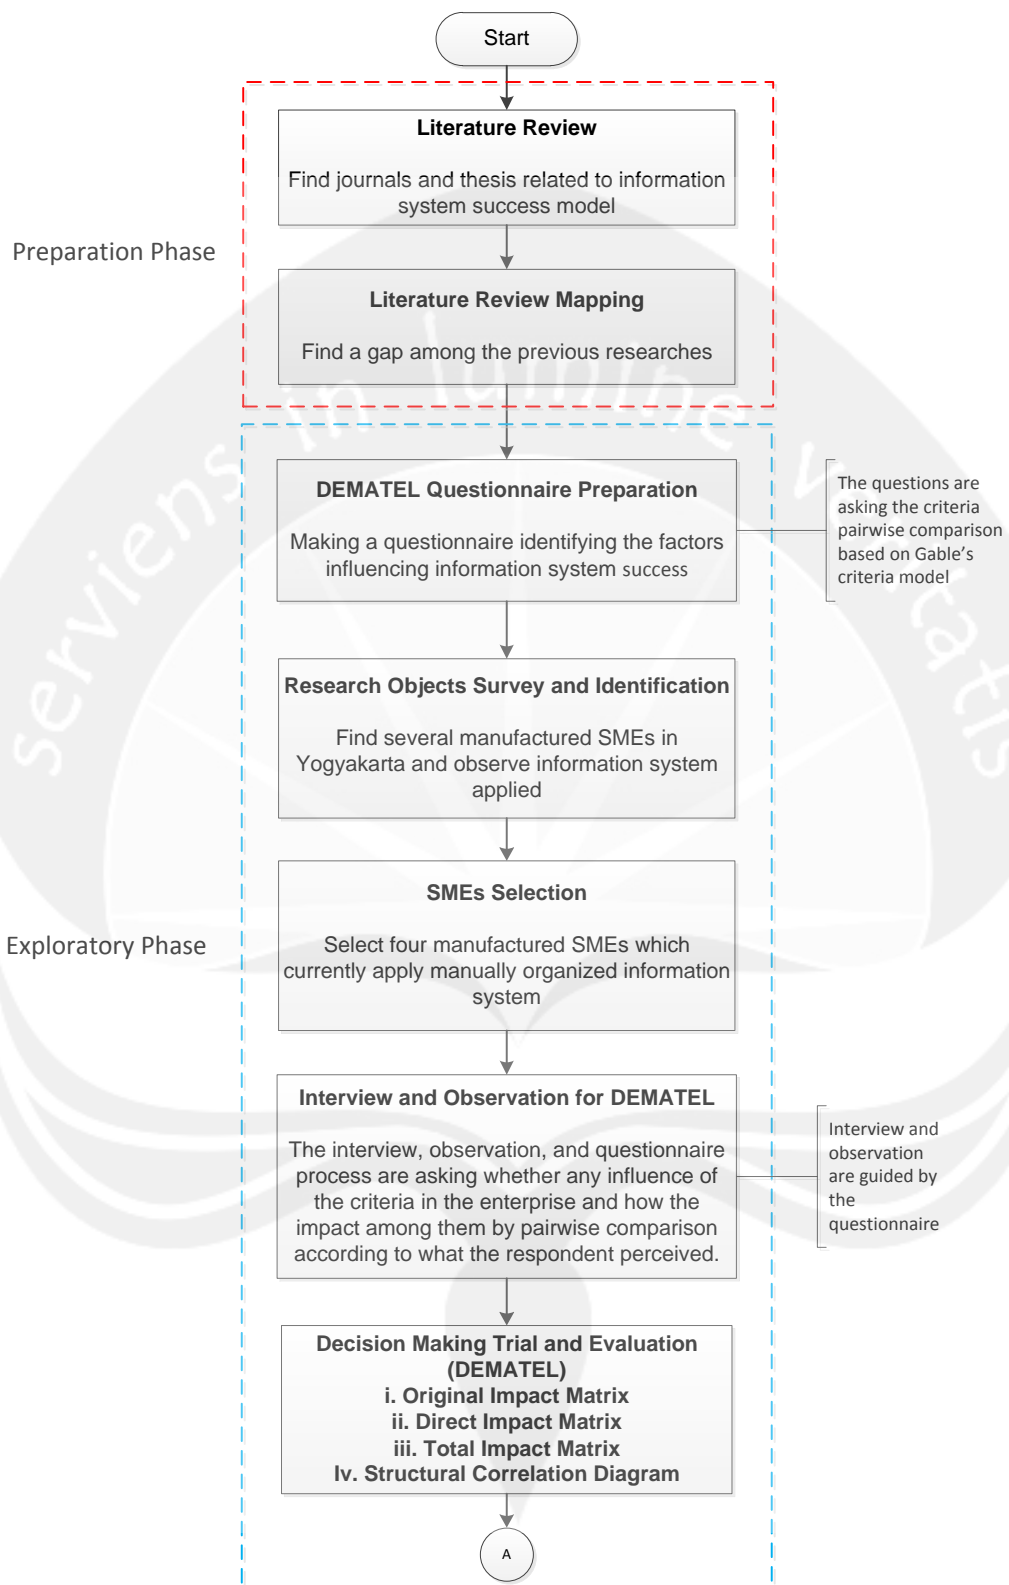 Start
Literature Review
Find journals and thesis related to information
system success model
Preparation Phase
Literature Review Mapping
Find a gap among the previous researches
DEMATEL Questionnaire Preparation
Making a questionnaire identifying the factors
influencing information system success
The questions are
asking the criteria
pairwise comparison
based on Gable's
criteria model
Research Objects Survey and Identification
Find several manufactured SMEs in
Yogyakarta and observe information system
applied
SMEs Selection
Select four manufactured SMEs which
currently apply manually organized information
system
Exploratory Phase
Interview and Observation for DEMATEL
The interview, observation, and questionnaire
process are asking whether any influence of
the criteria in the enterprise and how the
impact among them by pairwise comparison
according to what the respondent perceived.
Interview and
observation
are guided by
the
questionnaire
Decision Making Trial and Evaluation
(DEMATEL)
i. Original Impact Matrix
ii. Direct Impact Matrix
iii. Total Impact Matrix
Iv. Structural Correlation Diagram
A
serviens in lumine veritatis